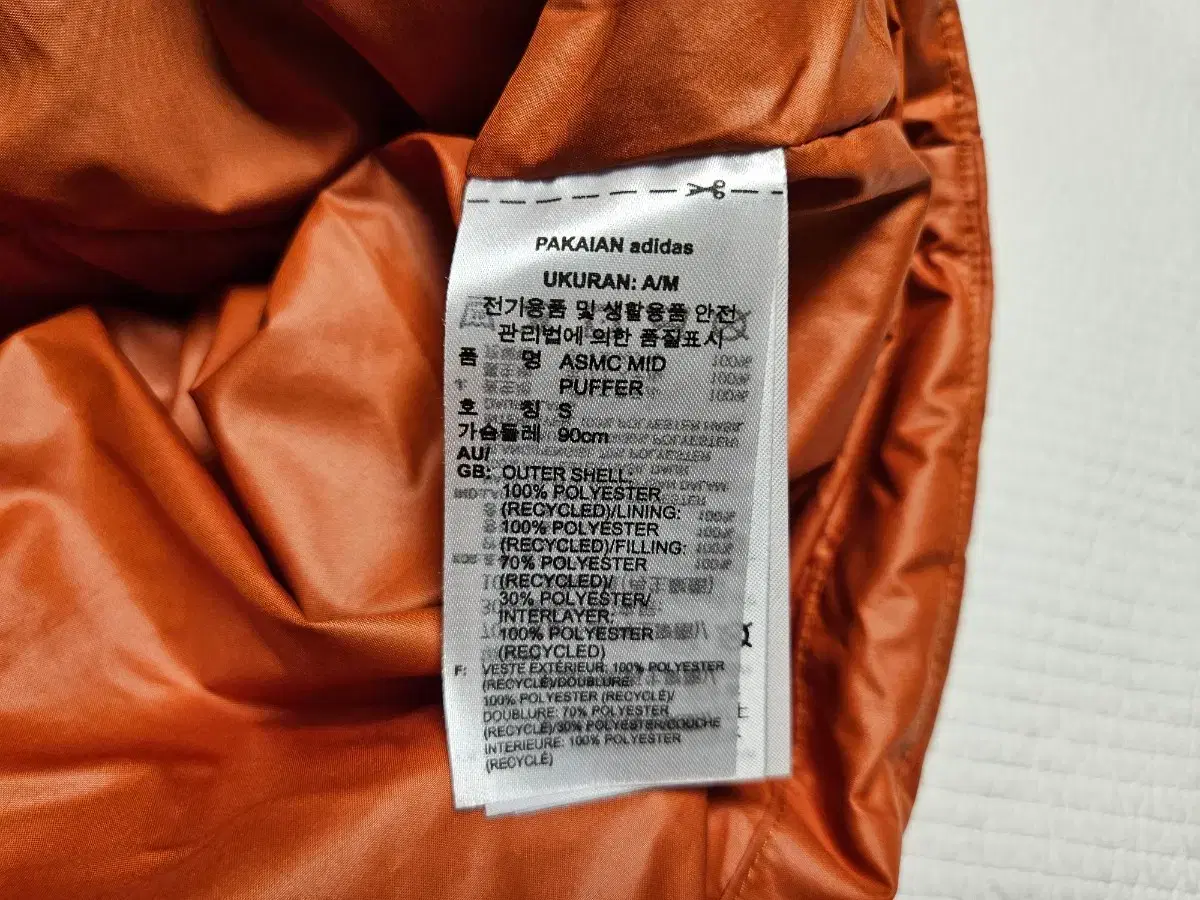 PAKAIAN adidas
UKURAN: A/M
전기용품 및 생활용품 안전
관리법에 의한 품질표시
품 명 ASMC MID
PUFFER
호 칭 S
가슴둘레 90cm
AU/
GB: OUTER SHELL:
100% POLYESTER
(RECYCLED)/LINING:
100% POLYESTER
(RECYCLED)/FILLING:
70% POLYESTER
(RECYCLED)/
30% POLYESTER/
INTERLAYER:
100% POLYESTER
(RECYCLED)
F: VESTE EXTÉRIEUR: 100% POLYESTER
(RECYCLÉ)/DOUBLURE:
100% POLYESTER (RECYCLÉ)/
DOUBLURE: 70% POLYESTER
(RECYCLÉ)/30% POLYESTER/COUCHE
INTERIEURE: 100% POLYESTER
(RECYCLÉ)